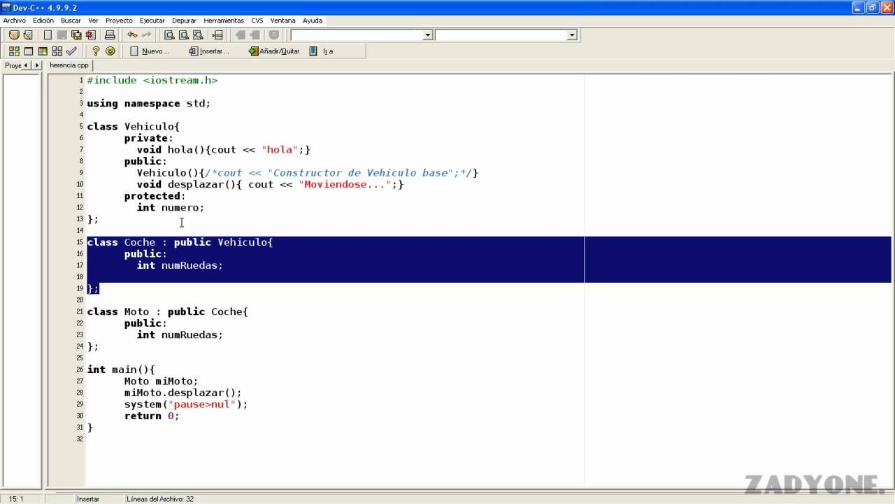 Dev-C++ 4.9.9.2
Archivo Edición Buscar Ver Proyecto Ejecutar Depurar Herramientas CVS Ventana Ayuda
Nuevo... Insertar... Añadir/Quitar Ir a
Proye herencia.cpp
1 #include <iostream.h>
2
3 using namespace std;
4
5 class Vehiculo{
6 private:
7 void hola(){cout << "hola";}
8 public:
9 Vehiculo(){/*cout << "Constructor de Vehiculo base";*/}
10 void desplazar(){ cout << "Moviendose...";}
11 protected:
12 int numero;
13 };
14
15 class Coche : public Vehiculo{
16 public:
17 int numRuedas;
18
19 };
20
21 class Moto : public Coche{
22 public:
23 int numRuedas;
24 };
25
26 int main(){
27 Moto miMoto;
28 miMoto.desplazar();
29 system("pause>nul");
30 return 0;
31 }
32
15: 1 Insertar Líneas del Archivo: 32
ZADYONE.